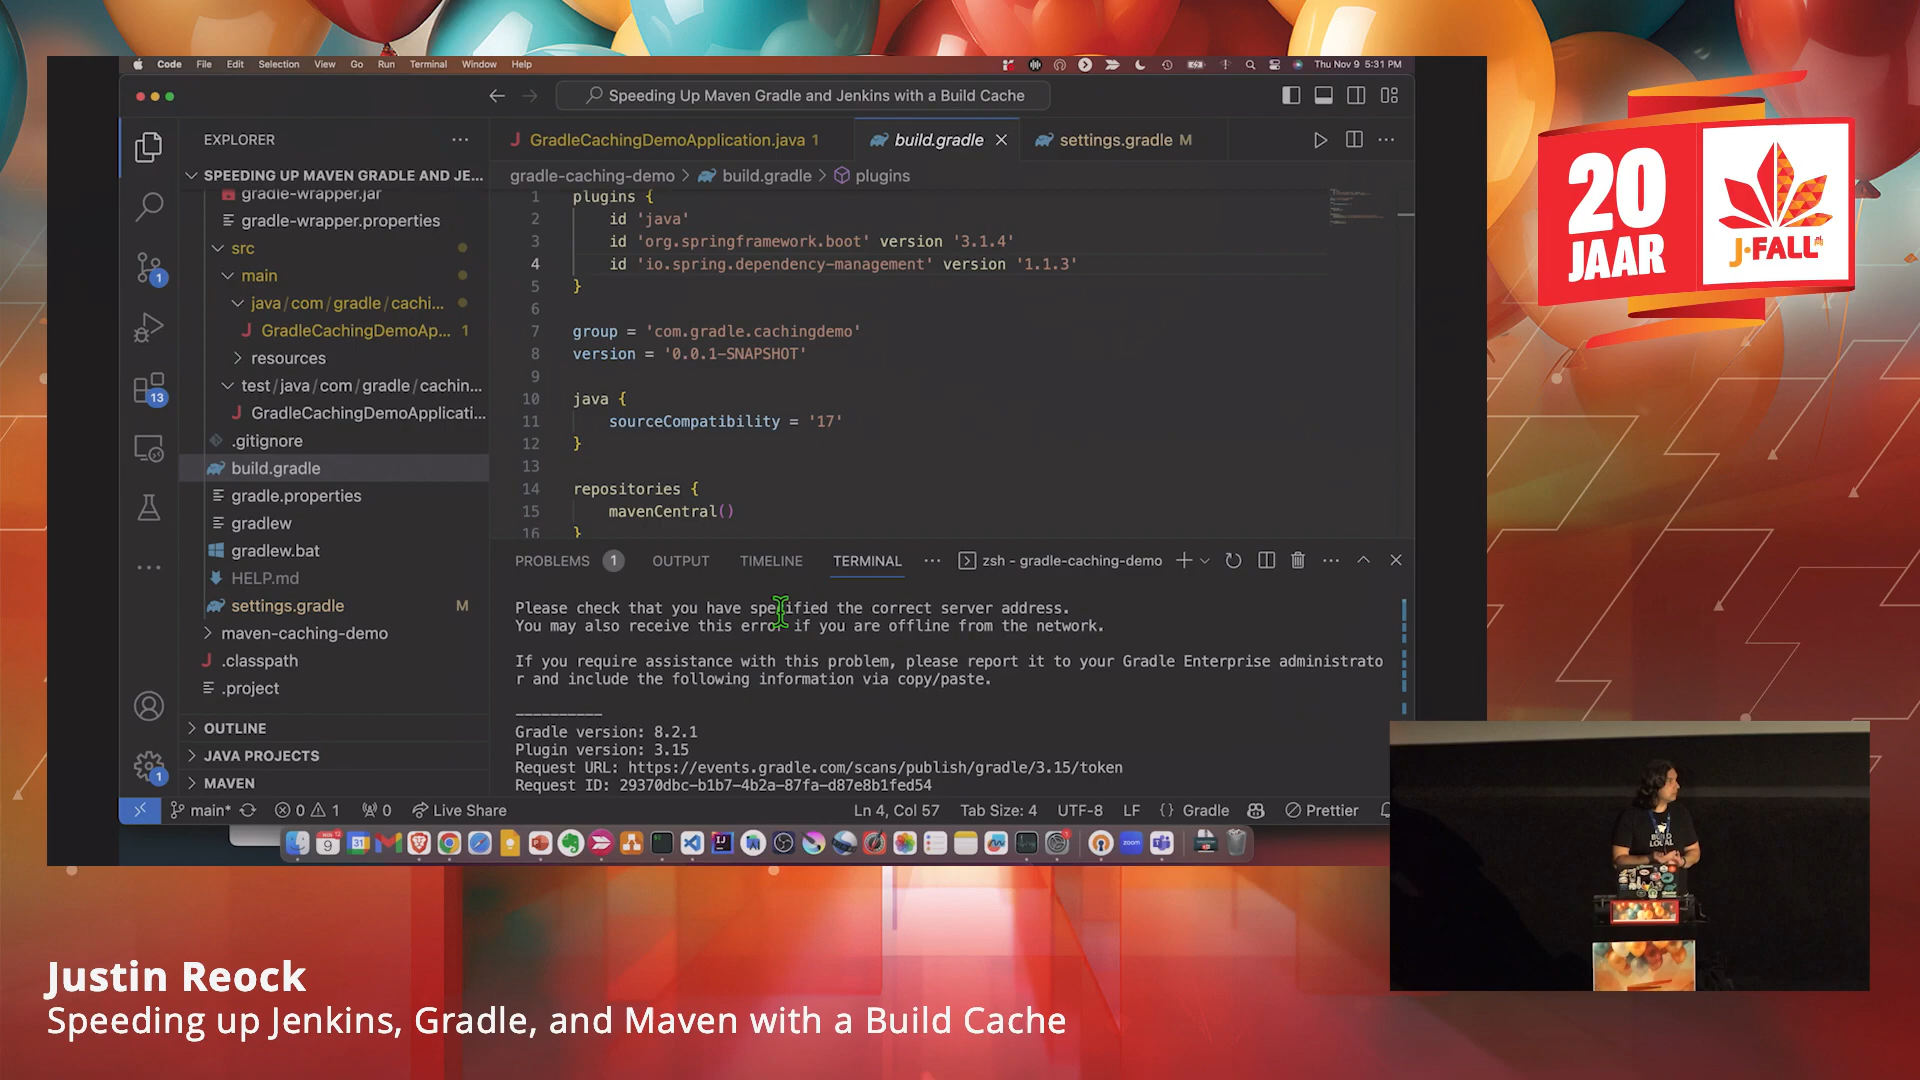 Code File Edit Selection View Go Run Terminal Window Help
Thu Nov 9 5:31 PM
Speeding Up Maven Gradle and Jenkins with a Build Cache
EXPLORER
SPEEDING UP MAVEN GRADLE AND JE...
gradle-wrapper.jar
gradle-wrapper.properties
src
main
java/com/gradle/cachi...
GradleCachingDemoAp... 1
resources
test/java/com/gradle/cachin...
GradleCachingDemoApplicati...
.gitignore
build.gradle
gradle.properties
gradlew
gradlew.bat
HELP.md
settings.gradle M
maven-caching-demo
.classpath
.project
OUTLINE
JAVA PROJECTS
MAVEN
1
13
1
GradleCachingDemoApplication.java 1
build.gradle
settings.gradle M
gradle-caching-demo > build.gradle > plugins
1 plugins {
2 id 'java'
3 id 'org.springframework.boot' version '3.1.4'
4 id 'io.spring.dependency-management' version '1.1.3'
5 }
6
7 group = 'com.gradle.cachingdemo'
8 version = '0.0.1-SNAPSHOT'
9
10 java {
11 sourceCompatibility = '17'
12 }
13
14 repositories {
15 mavenCentral()
16 }
PROBLEMS 1 OUTPUT TIMELINE TERMINAL zsh - gradle-caching-demo
Please check that you have specified the correct server address.
You may also receive this error if you are offline from the network.
If you require assistance with this problem, please report it to your Gradle Enterprise administrato
r and include the following information via copy/paste.
__________
Gradle version: 8.2.1
Plugin version: 3.15
Request URL: https://events.gradle.com/scans/publish/gradle/3.15/token
Request ID: 29370dbc-b1b7-4b2a-87fa-d87e8b1fed54
main* 0 1 0 Live Share Ln 4, Col 57 Tab Size: 4 UTF-8 LF {} Gradle Prettier
zoom
20
JAAR
J-FALL
BUILD
LOCAL
Justin Reock
Speeding up Jenkins, Gradle, and Maven with a Build Cache